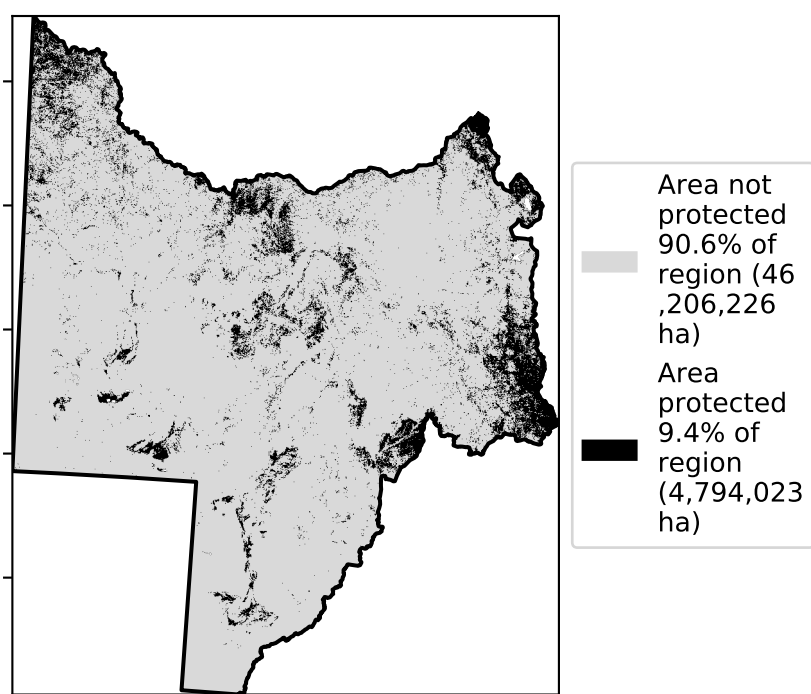 Area not
protected
90.6% of
region (46
,206,226
ha)
Area
protected
9.4% of
region
(4,794,023
ha)